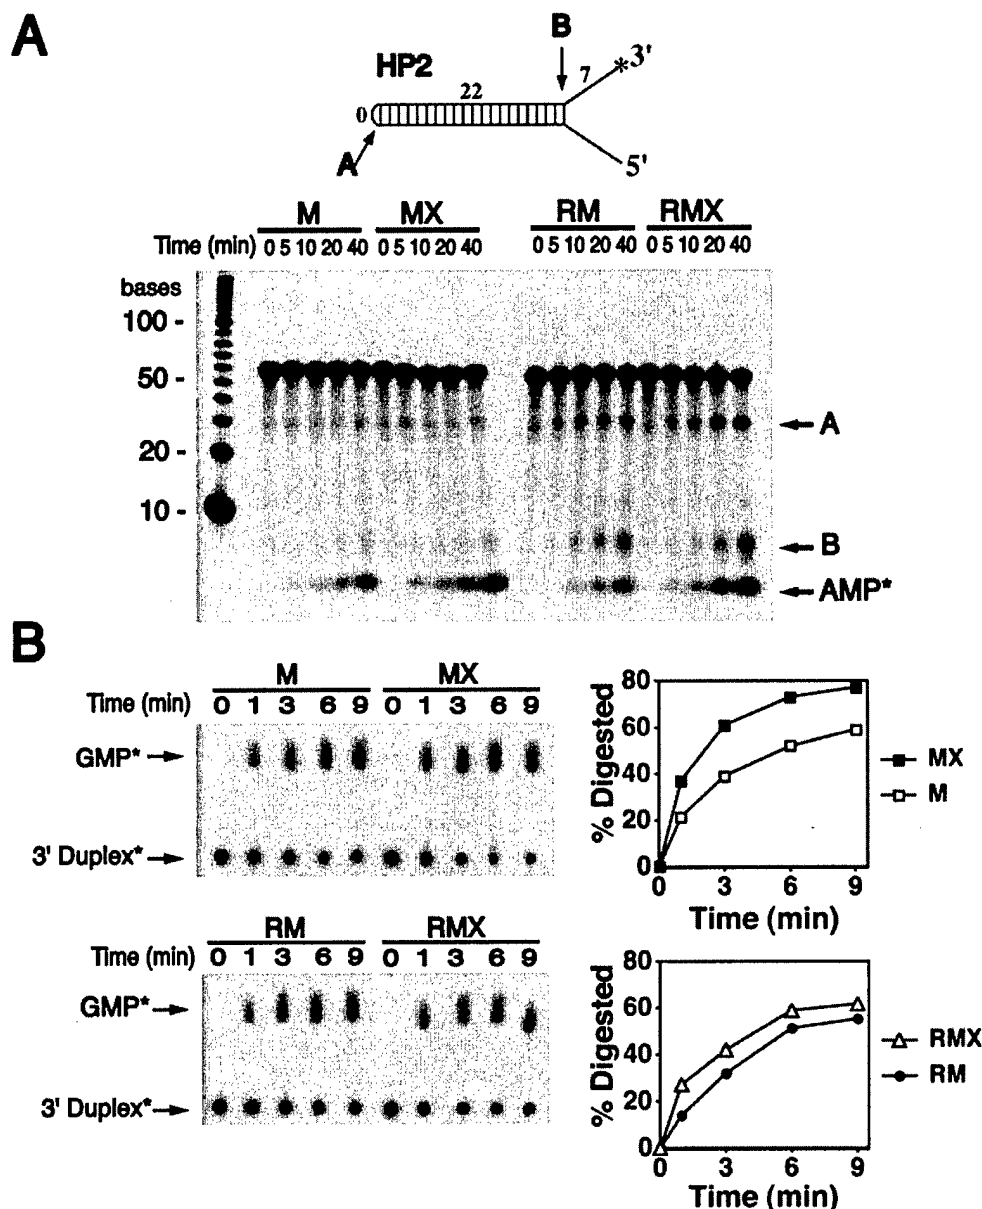 A
B
HP2
7
*3'
22
0
A
5'
M MX RM RMX
Time (min) 0 5 10 20 40 0 5 10 20 40 0 5 10 20 40 0 5 10 20 40
bases
100 -
50 -
A
20 -
10 -
B
AMP*
B
M MX
Time (min) 0 1 3 6 9 0 1 3 6 9
GMP*
3' Duplex*
80
60
40
20
0
% Digested
0 3 6 9
Time (min)
MX
M
RM RMX
Time (min) 0 1 3 6 9 0 1 3 6 9
GMP*
3' Duplex*
80
60
40
20
0
% Digested
0 3 6 9
Time (min)
RMX
RM